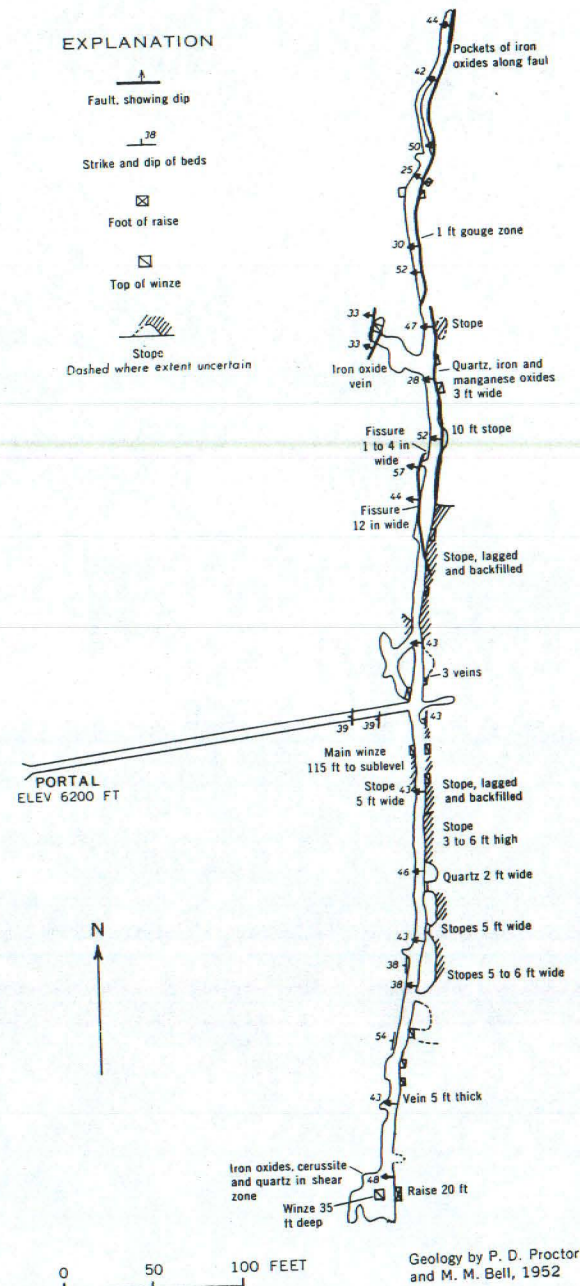 EXPLANATION
Fault, showing dip
38
Strike and dip of beds
Foot of raise
Top of winze
Stope
Dashed where extent uncertain
44
Pockets of iron
oxides along faul
42
50
25
1 ft gouge zone
30
52
33
47
Stope
33
Iron oxide
vein
28
Quartz, iron and
manganese oxides
3 ft wide
Fissure
1 to 4 in
wide
52
10 ft stope
57
44
Fissure
12 in wide
Stope, lagged
and backfilled
43
3 veins
39
39
43
Main winze
115 ft to sublevel
PORTAL
ELEV 6200 FT
Stope
5 ft wide
43
Stope, lagged
and backfilled
Stope
3 to 6 ft high
46
Quartz 2 ft wide
N
43
Stopes 5 ft wide
38
38
Stopes 5 to 6 ft wide
54
43
Vein 5 ft thick
Iron oxides, cerussite
and quartz in shear
zone
48
Winze 35
ft deep
Raise 20 ft
0 50 100 FEET
Geology by P. D. Proctor
and M. M. Bell, 1952